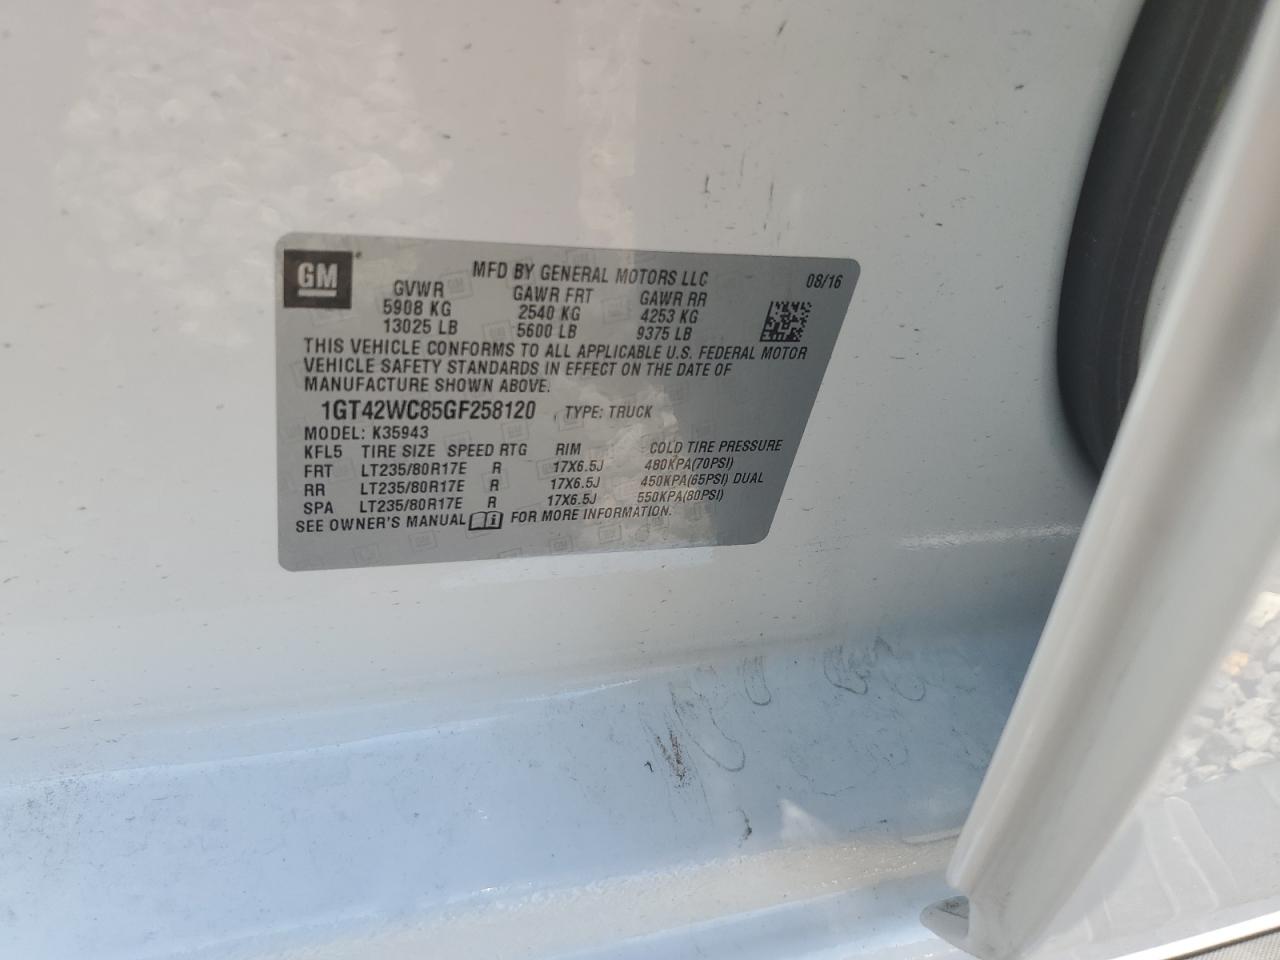 GM
MFD BY GENERAL MOTORS LLC 08/16
GVWR GAWR FRT GAWR RR
5908 KG 2540 KG 4253 KG
13025 LB 5600 LB 9375 LB
THIS VEHICLE CONFORMS TO ALL APPLICABLE U.S. FEDERAL MOTOR
VEHICLE SAFETY STANDARDS IN EFFECT ON THE DATE OF
MANUFACTURE SHOWN ABOVE.
1GT42WC85GF258120 TYPE: TRUCK
MODEL: K35943
KFL5 TIRE SIZE SPEED RTG RIM COLD TIRE PRESSURE
FRT LT235/80R17E R 17X6.5J 480KPA(70PSI)
RR LT235/80R17E R 17X6.5J 450KPA(65PSI) DUAL
SPA LT235/80R17E R 17X6.5J 550KPA(80PSI)
SEE OWNER'S MANUAL FOR MORE INFORMATION.